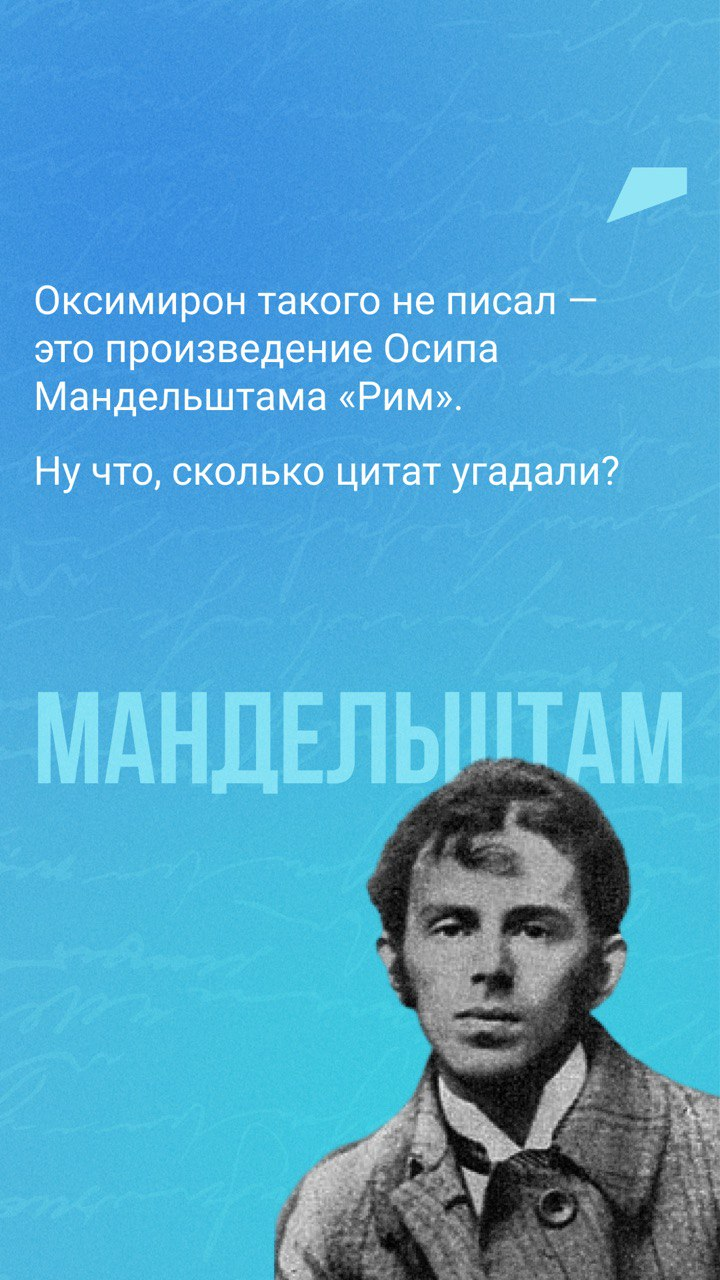 Оксимирон такого не писал —
это произведение Осипа
Мандельштама «Рим».
Ну что, сколько цитат угадали?
МАНДЕЛЬШТАМ